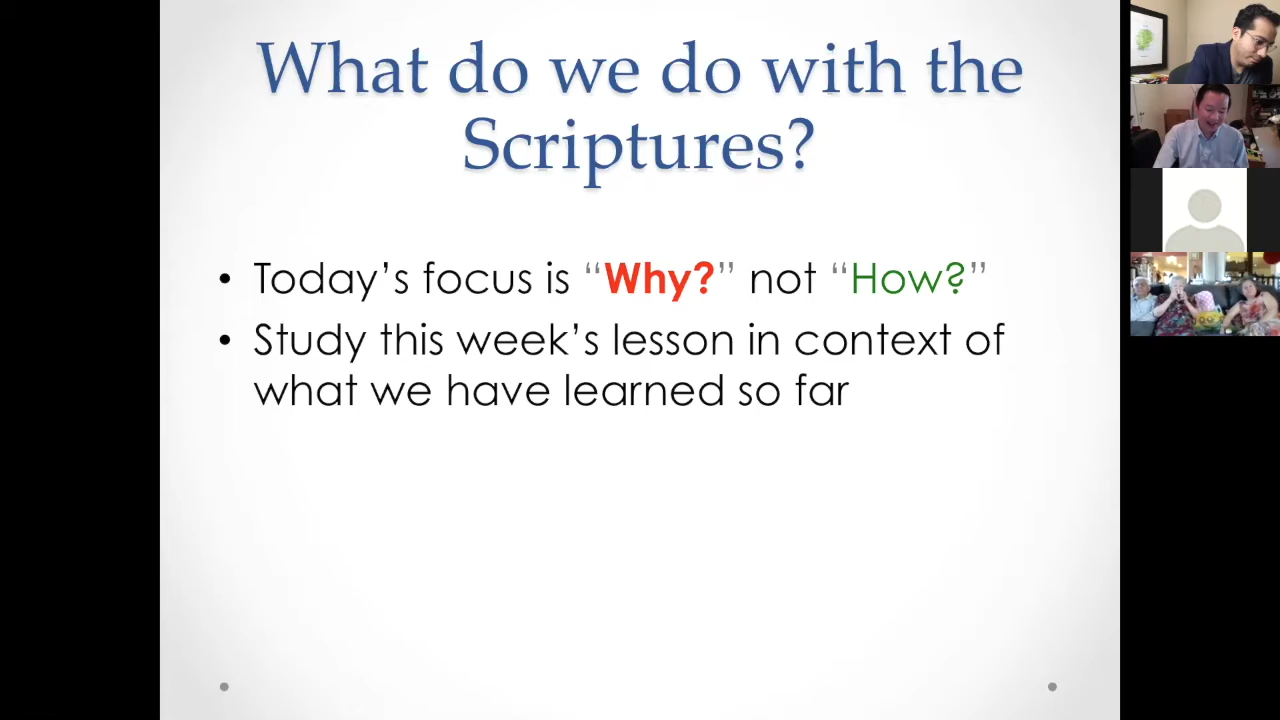 What do we do with the
Scriptures?
• Today’s focus is “Why?” not “How?”
• Study this week’s lesson in context of
what we have learned so far